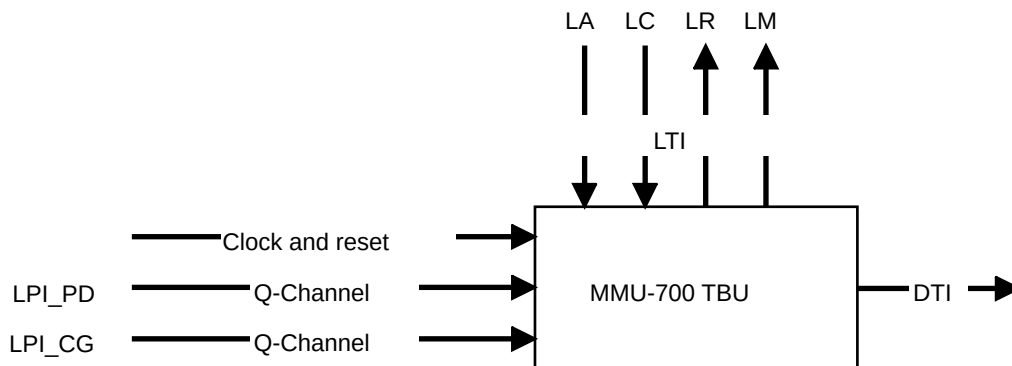 LA LC LR LM
LTI
Clock and reset
LPI_PD Q-Channel MMU-700 TBU DTI
LPI_CG Q-Channel